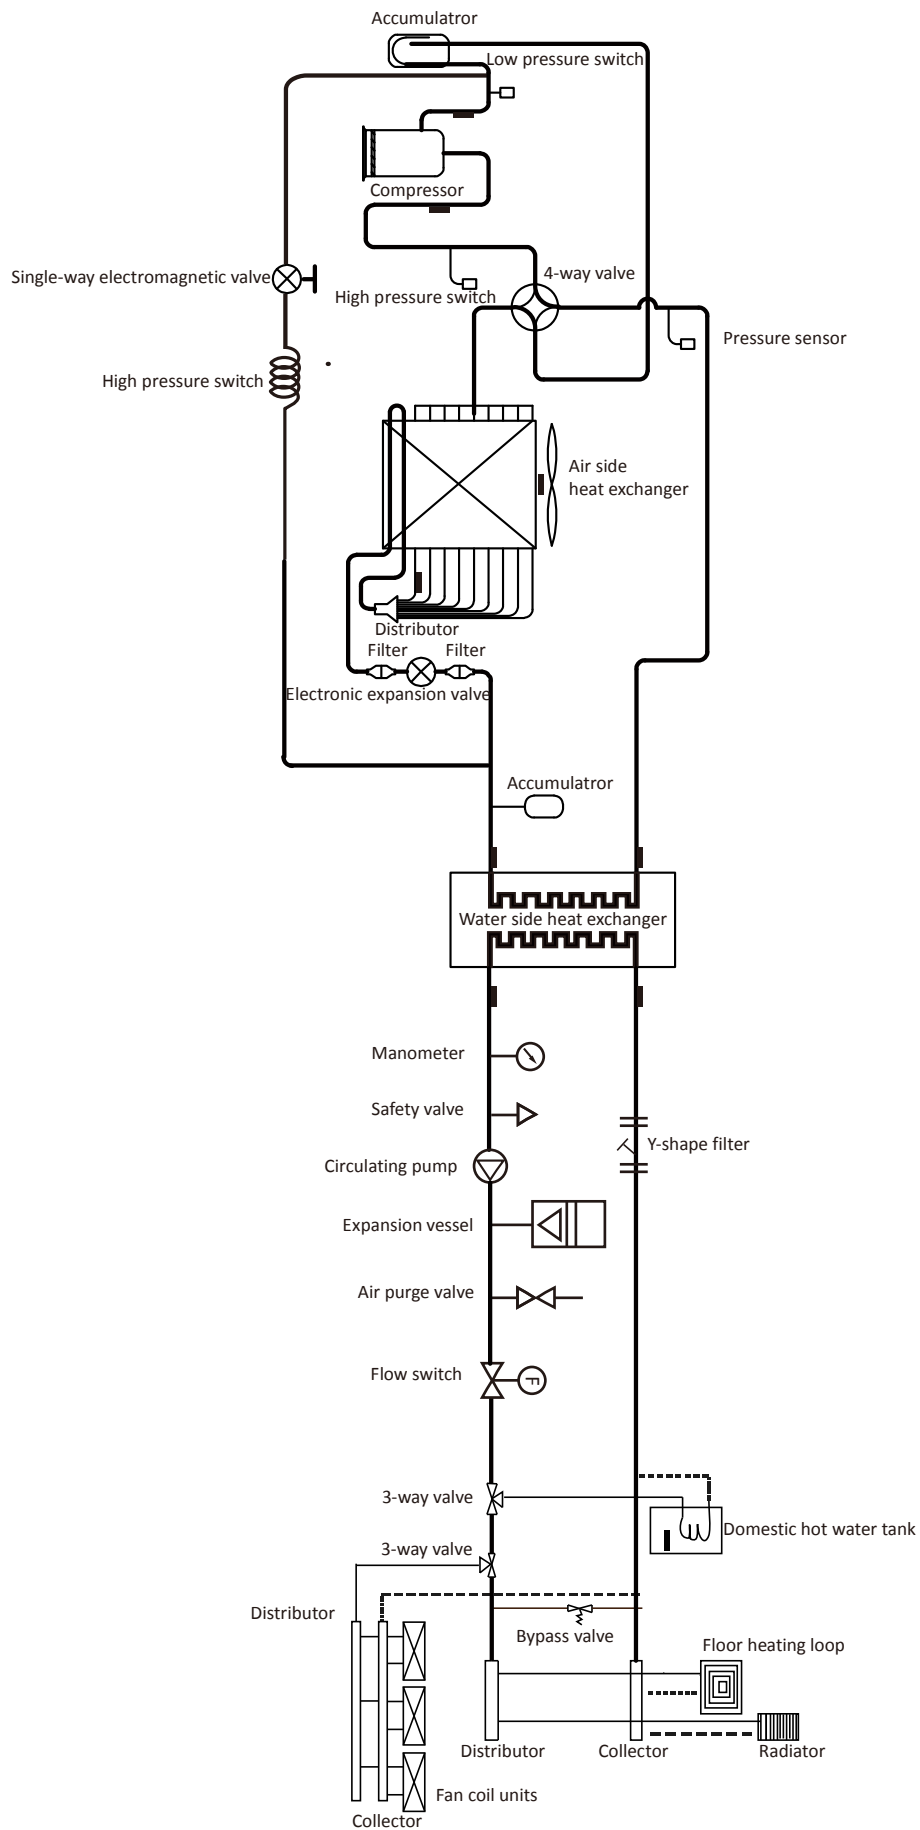 Accumulatror
Low pressure switch
Compressor
4-way valve
Single-way electromagnetic valve
High pressure switch
Pressure sensor
High pressure switch
Air side
heat exchanger
Distributor
Filter
Filter
Electronic expansion valve
Accumulatror
Water side heat exchanger
Manometer
Safety valve
Y-shape filter
Circulating pump
Expansion vessel
Air purge valve
Flow switch
F
3-way valve
Domestic hot water tank
3-way valve
Distributor
Bypass valve
Floor heating loop
Distributor
Collector
Radiator
Fan coil units
Collector